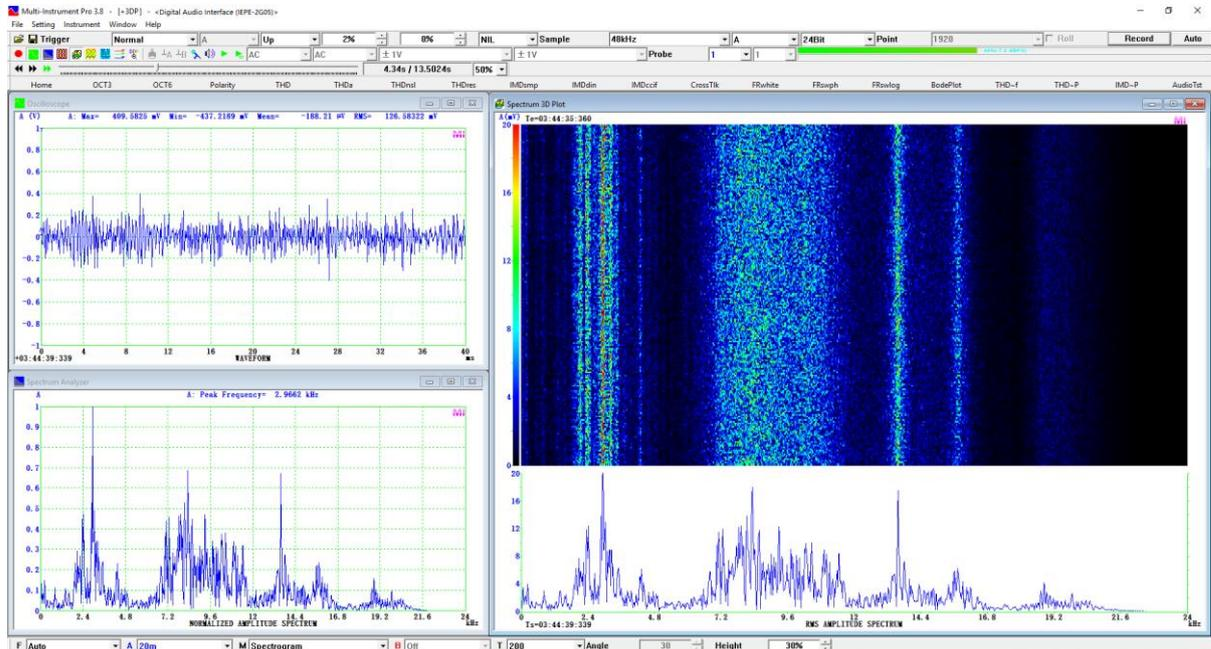 Multi-Instrument Pro 3.8 - [+3DP] - <Digital Audio Interface (IEPE-2G05)>
File Setting Instrument Window Help
Trigger Normal A Up 2% 0% NIL Sample 48kHz A 24Bit Point 1920 Roll Record Auto
AC AC ± 1V ± 1V Probe 1 1
4.34s / 13.5024s 50%
Home OCT3 OCT6 Polarity THD THDa THDnsl THDres IMDsmp IMDdin IMDccif CrossTlk FRwhite FRswph FRswlog BodePlot THD~f THD~P IMD~P AudioTst
Oscilloscope
A (V) A: Max= 409.5825 mV Min= -437.2189 mV Mean= -188.21 µV RMS= 126.58322 mV
Mi
1
0.8
0.6
0.4
0.2
0
-0.2
-0.4
-0.6
-0.8
-1
0 4 8 12 16 20 24 28 32 36 40
+03:44:39:339 WAVEFORM ms
Spectrum Analyzer
A A: Peak Frequency= 2.9662 kHz
Mi
1
0.9
0.8
0.7
0.6
0.5
0.4
0.3
0.2
0.1
0
0 2.4 4.8 7.2 9.6 12 14.4 16.8 19.2 21.6 24
NORMALIZED AMPLITUDE SPECTRUM kHz
Spectrum 3D Plot
A(mV) Te=03:44:35:360
Mi
20
16
12
8
4
0
20
16
12
8
4
0
0 2.4 4.8 7.2 9.6 12 14.4 16.8 19.2 21.6 24
Ts=03:44:39:339 RMS AMPLITUDE SPECTRUM kHz
F Auto A 20m M Spectrogram B Off T 200 Angle 30 Height 30%